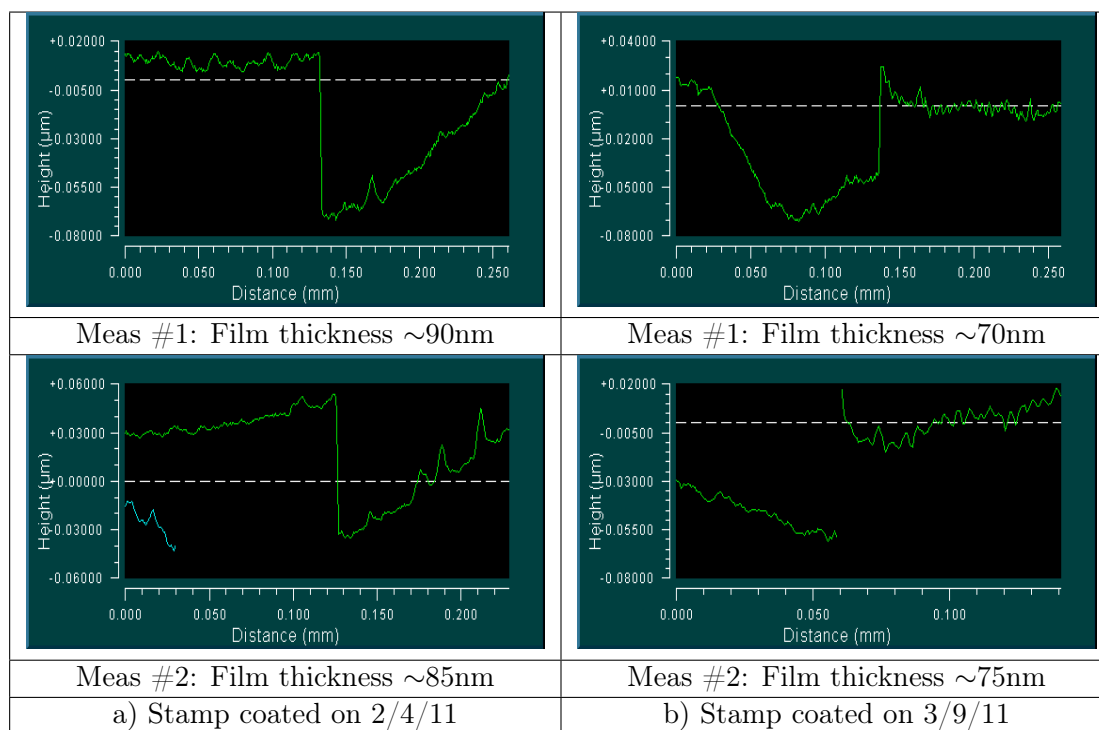 +0.02000
-0.00500
-0.03000
-0.05500
-0.08000
Height (µm)
0.000 0.050 0.100 0.150 0.200 0.250
Distance (mm)
+0.04000
+0.01000
-0.02000
-0.05000
-0.08000
Height (µm)
0.000 0.050 0.100 0.150 0.200 0.250
Distance (mm)
Meas #1: Film thickness ∼90nm
Meas #1: Film thickness ∼70nm
+0.06000
+0.03000
+0.00000
-0.03000
-0.06000
Height (µm)
0.000 0.050 0.100 0.150 0.200
Distance (mm)
+0.02000
-0.00500
-0.03000
-0.05500
-0.08000
Height (µm)
0.000 0.050 0.100
Distance (mm)
Meas #2: Film thickness ∼85nm
Meas #2: Film thickness ∼75nm
a) Stamp coated on 2/4/11
b) Stamp coated on 3/9/11